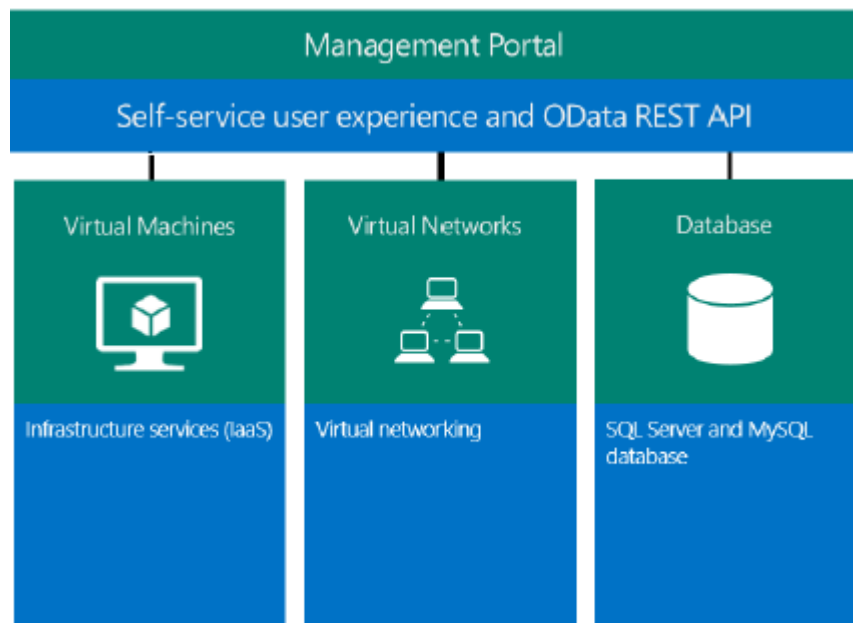 Management Portal
Self-service user experience and OData REST API
Virtual Machines
Infrastructure services (IaaS)
Virtual Networks
Virtual networking
Database
SQL Server and MySQL
database